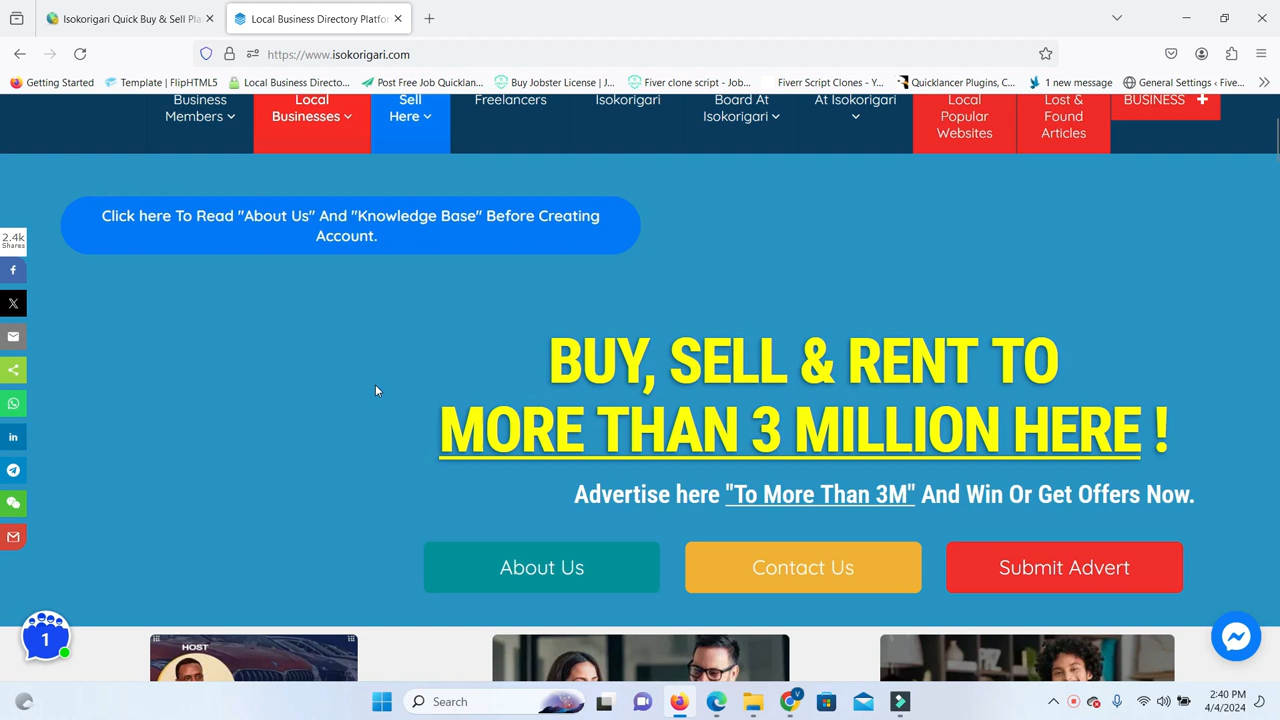 Isokorigari Quick Buy & Sell Pla
Local Business Directory Platfo
https://www.isokorigari.com
Getting Started
Template / FlipHTML5
Local Business Directo...
Post Free Job Quicklan...
Buy Jobster License | J...
Fiver clone script - Job...
Fiverr Script Clones - Y...
Quicklancer Plugins, C...
1 new message
General Settings ‹ Five...
Business Members
Local Businesses
Sell Here
Freelancers
Isokorigari
Board At Isokorigari
At Isokorigari
Local Popular Websites
Lost & Found Articles
BUSINESS
Click here To Read "About Us" And "Knowledge Base" Before Creating
Account.
2.4k
Shares
BUY, SELL & RENT TO
MORE THAN 3 MILLION HERE !
Advertise here "To More Than 3M" And Win Or Get Offers Now.
About Us
Contact Us
Submit Advert
1
HOST
Search
2:40 PM
4/4/2024